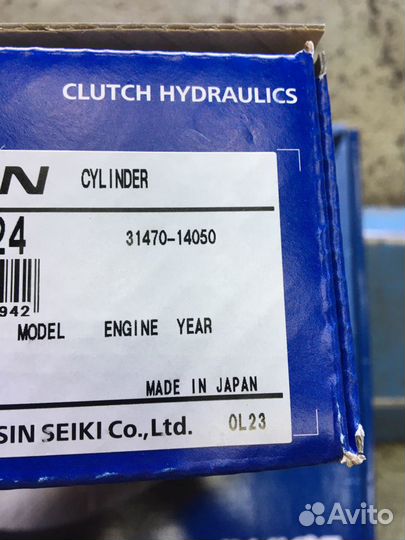 CLUTCH HYDRAULICS
N CYLINDER
24 31470-14050
942
MODEL ENGINE YEAR
MADE IN JAPAN
SIN SEIKI Co., Ltd. OL23
Avito